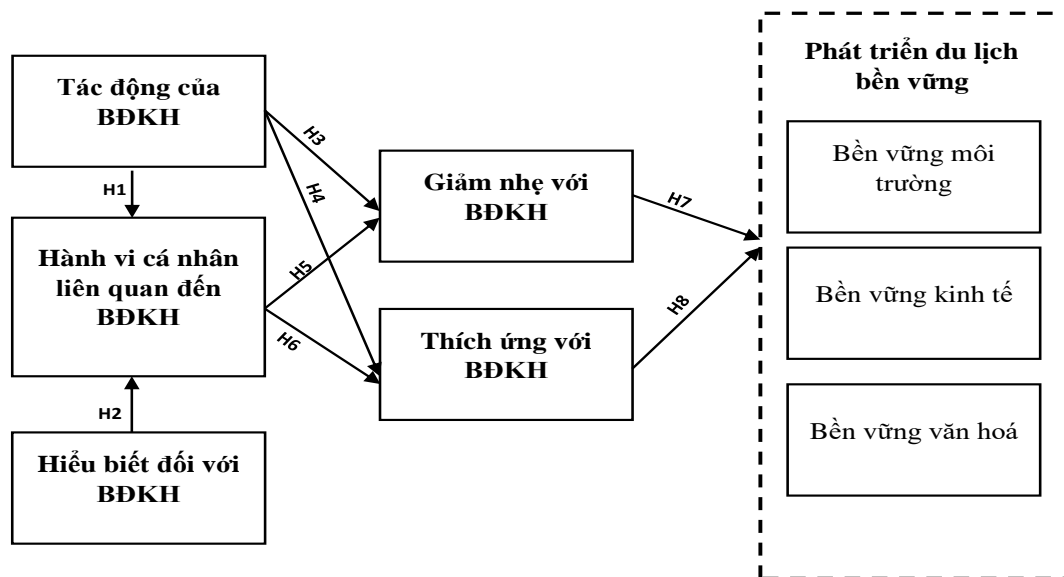 Tác động của
BĐKH
H1
Hành vi cá nhân
liên quan đến
BĐKH
H2
Hiểu biết đối với
BĐKH
H3
H4
H5
H6
Giảm nhẹ với
BĐKH
Thích ứng với
BĐKH
H7
H8
Phát triển du lịch
bền vững
Bền vững môi
trường
Bền vững kinh tế
Bền vững văn hoá